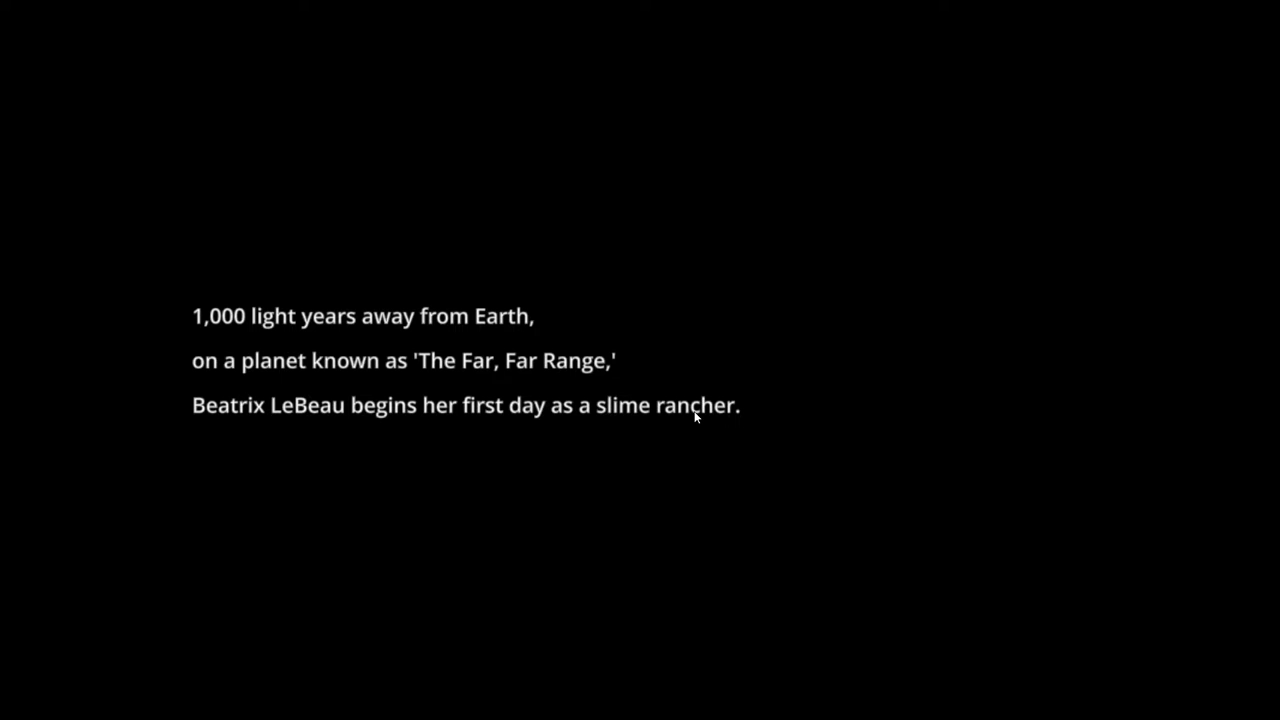 1,000 light years away from Earth,
on a planet known as 'The Far, Far Range,'
Beatrix LeBeau begins her first day as a slime rancher.